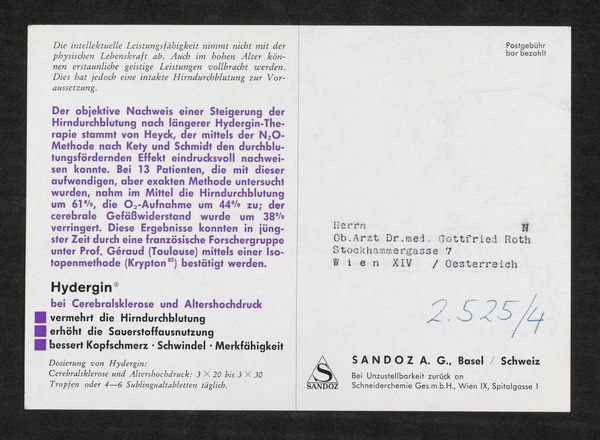 Die intellektuelle Leistungsfähigkeit nimmt nicht mit der
physischen Lebenskraft ab. Auch im hohen Alter kön-
nen erstaunliche geistige Leistungen vollbracht werden.
Dies hat jedoch eine intakte Hirndurchblutung zur Vor-
aussetzung.
Der objektive Nachweis einer Steigerung der
Hirndurchblutung nach längerer Hydergin-The-
rapie stammt von Heyck, der mittels der N₂O-
Methode nach Kety und Schmidt den durchblu-
tungsfördernden Effekt eindrucksvoll nachwei-
sen konnte. Bei 13 Patienten, die mit dieser
aufwendigen, aber exakten Methode untersucht
wurden, nahm im Mittel die Hirndurchblutung
um 61%, die O₂-Aufnahme um 44% zu; der
cerebrale Gefäßwiderstand wurde um 38%
verringert. Diese Ergebnisse konnten in jüng-
ster Zeit durch eine französische Forschergruppe
unter Prof. Géraud (Toulouse) mittels einer Iso-
topenmethode (Krypton⁸⁵) bestätigt werden.
Hydergin®
bei Cerebralsklerose und Altershochdruck
vermehrt die Hirndurchblutung
erhöht die Sauerstoffausnutzung
bessert Kopfschmerz · Schwindel · Merkfähigkeit
Dosierung von Hydergin:
Cerebralsklerose und Altershochdruck: 3 × 20 bis 3 × 30
Tropfen oder 4—6 Sublingualtabletten täglich.
Postgebühr
bar bezahlt
Herrn N
Ob.Arzt Dr.med. Gottfried Roth
Stockhammergasse 7
W i e n XIV / Oesterreich
2.525/4
S
SANDOZ
SANDOZ A. G., Basel / Schweiz
Bei Unzustellbarkeit zurück an
Schneiderchemie Ges.m.b.H., Wien IX, Spitalgasse 1